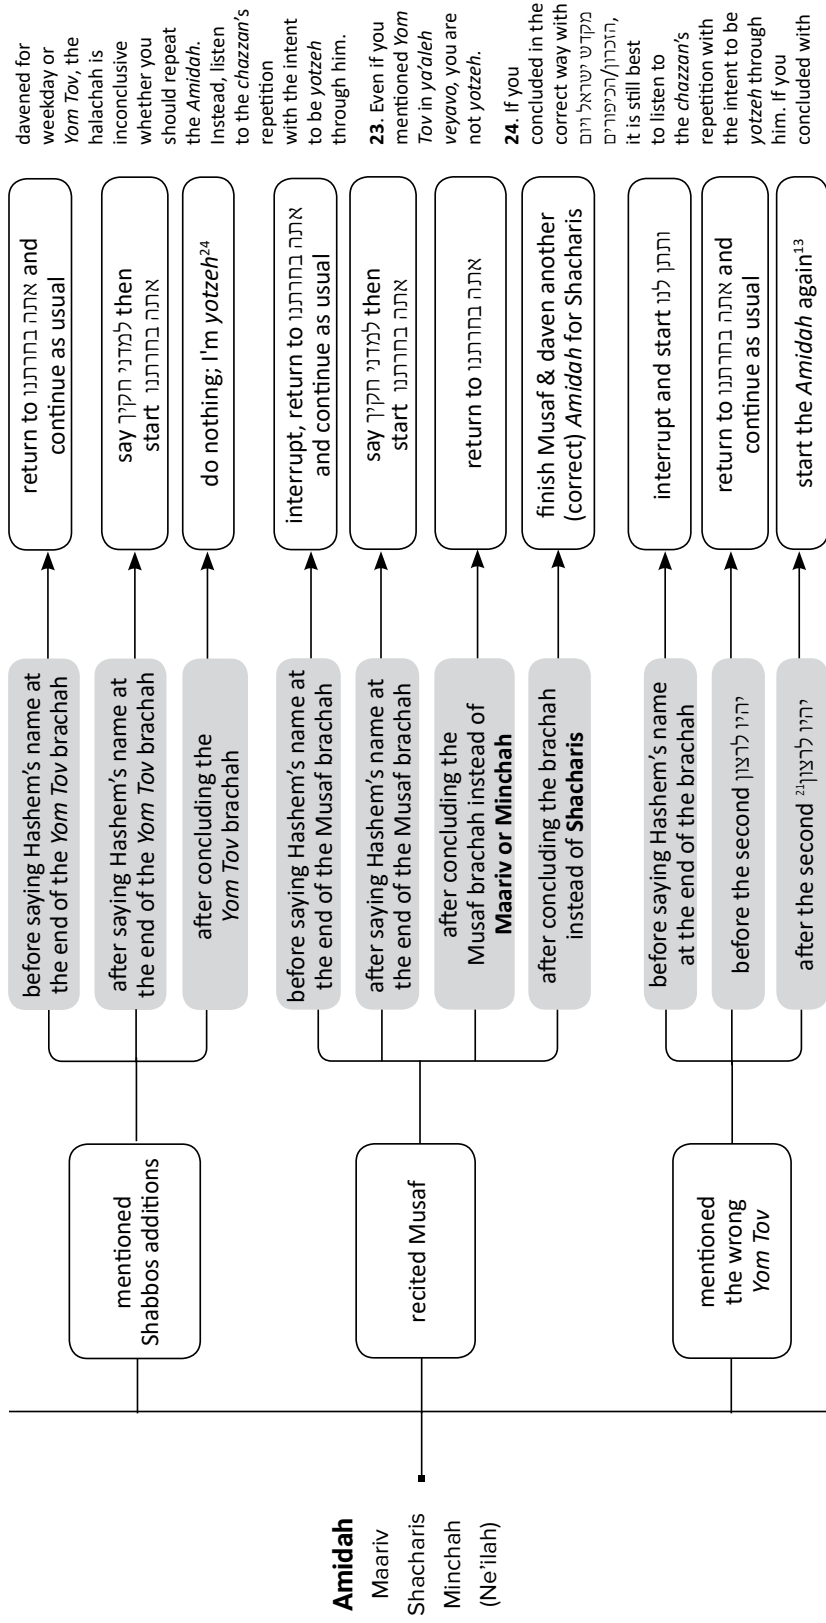 Amidah
Maariv
Shacharis
Minchah
(Ne'ilah)
mentioned
Shabbos additions
before saying Hashem's name at
the end of the Yom Tov brachah
return to אתה בחרתנו and
continue as usual
after saying Hashem's name at
the end of the Yom Tov brachah
say למדני חקיך then
start אתה בחרתנו
after concluding the
Yom Tov brachah
do nothing; I'm yotzeh24
recited Musaf
before saying Hashem's name at
the end of the Musaf brachah
interrupt, return to אתה בחרתנו
and continue as usual
after saying Hashem's name at
the end of the Musaf brachah
say למדני חקיך then
start אתה בחרתנו
after concluding the
Musaf brachah instead of
Maariv or Minchah
return to אתה בחרתנו
after concluding the brachah
instead of Shacharis
finish Musaf & daven another
(correct) Amidah for Shacharis
mentioned
the wrong
Yom Tov
before saying Hashem's name
at the end of the brachah
interrupt and start ותתן לנו
before the second יהיו לרצון
return to אתה בחרתנו and
continue as usual
after the second יהיו לרצון21
start the Amidah again13
davened for
weekday or
Yom Tov, the
halachah is
inconclusive
whether you
should repeat
the Amidah.
Instead, listen
to the chazzan's
repetition
with the intent
to be yotzeh
through him.
23. Even if you
mentioned Yom
Tov in ya'aleh
veyavo, you are
not yotzeh.
24. If you
concluded in the
correct way with
מקדש ישראל ויום
הזכרון/הכיפורים,
it is still best
to listen to
the chazzan's
repetition with
the intent to be
yotzeh through
him. If you
concluded with